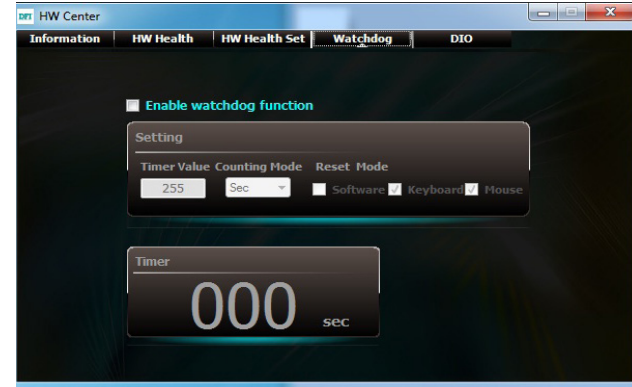 DFI HW Center
Information HW Health HW Health Set Watchdog DIO
Enable watchdog function
Setting
Timer Value Counting Mode Reset Mode
255 Sec Software Keyboard Mouse
Timer
000 sec